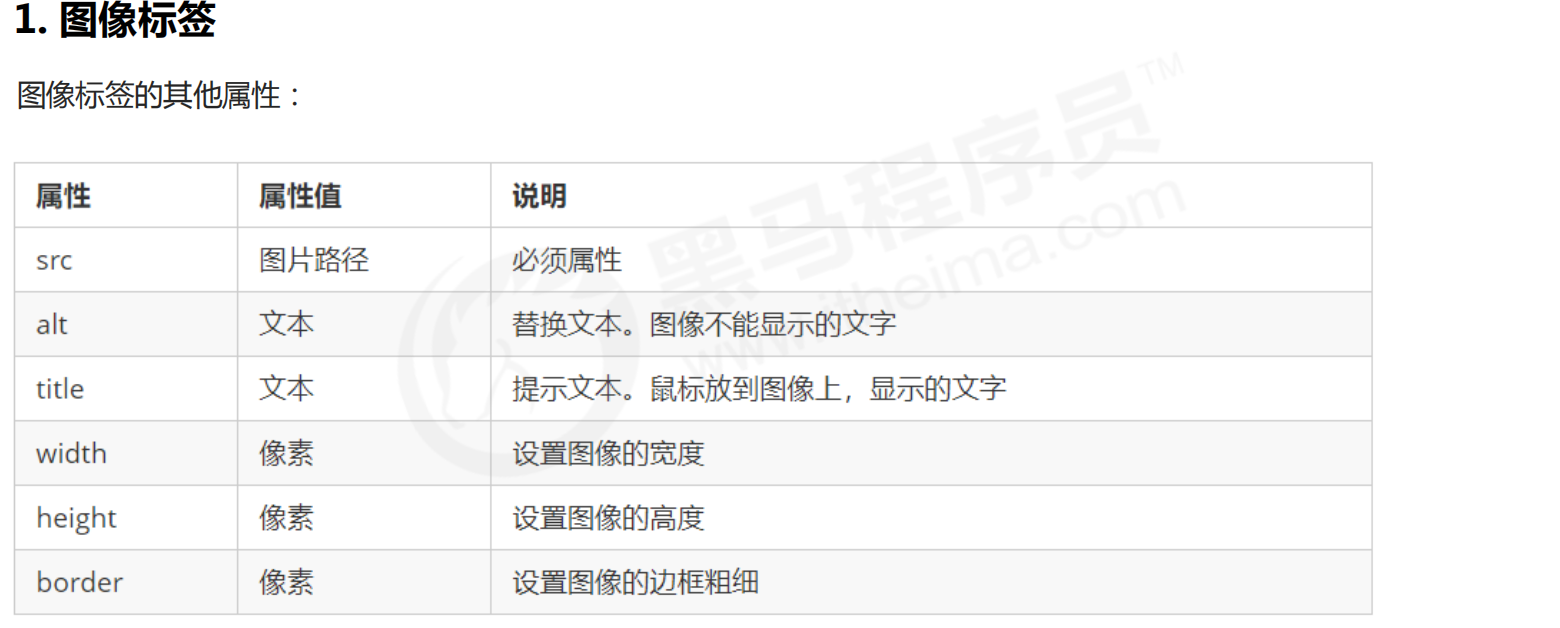 1. 图像标签
图像标签的其他属性：
属性 属性值 说明
src 图片路径 必须属性
alt 文本 替换文本。图像不能显示的文字
title 文本 提示文本。鼠标放到图像上，显示的文字
width 像素 设置图像的宽度
height 像素 设置图像的高度
border 像素 设置图像的边框粗细
黑马程序员™
www.itheima.com